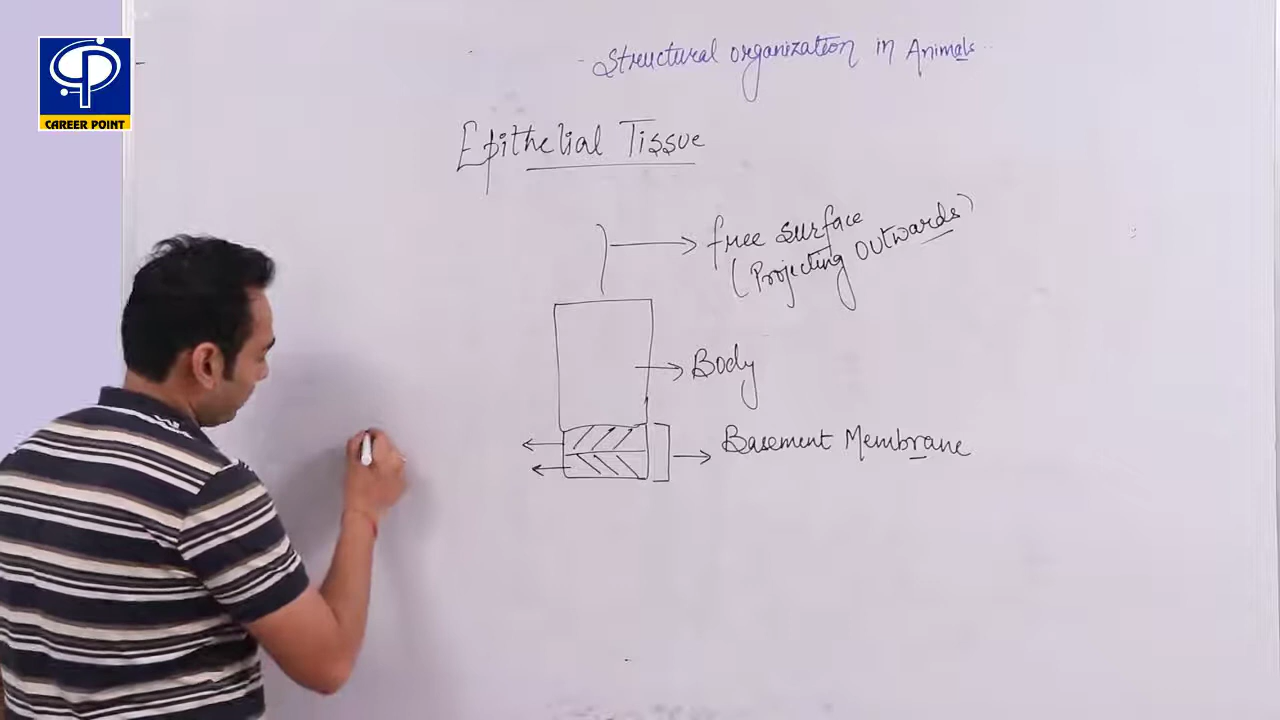 CAREER POINT
Structural organization in Animals
Epithelial Tissue
free surface
(Projecting Outwards)
Body
Basement Membrane